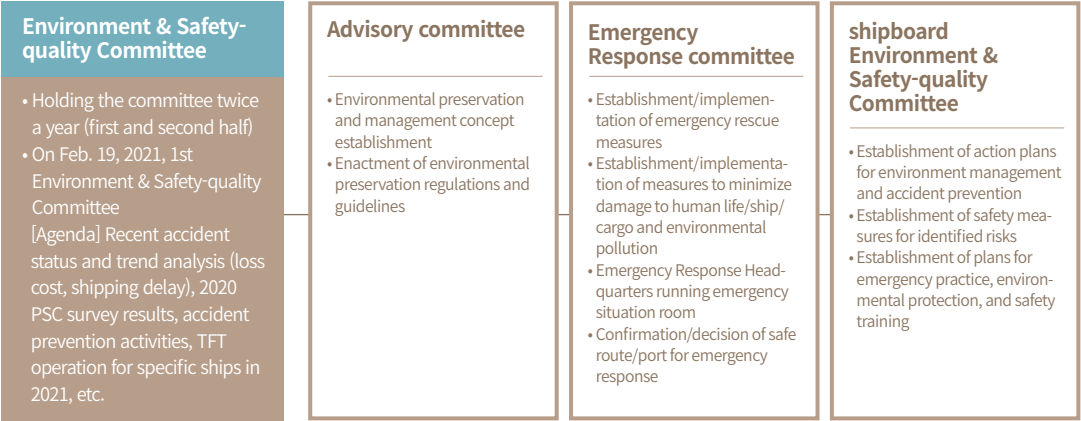 Environment & Safety-
quality Committee
• Holding the committee twice
a year (first and second half)
• On Feb. 19, 2021, 1st
Environment & Safety-quality
Committee
[Agenda] Recent accident
status and trend analysis (loss
cost, shipping delay), 2020
PSC survey results, accident
prevention activities, TFT
operation for specific ships in
2021, etc.
Advisory committee
• Environmental preservation
and management concept
establishment
• Enactment of environmental
preservation regulations and
guidelines
Emergency
Response committee
• Establishment/implemen-
tation of emergency rescue
measures
• Establishment/implementa-
tion of measures to minimize
damage to human life/ship/
cargo and environmental
pollution
• Emergency Response Head-
quarters running emergency
situation room
• Confirmation/decision of safe
route/port for emergency
response
shipboard
Environment &
Safety-quality
Committee
• Establishment of action plans
for environment management
and accident prevention
• Establishment of safety mea-
sures for identified risks
• Establishment of plans for
emergency practice, environ-
mental protection, and safety
training